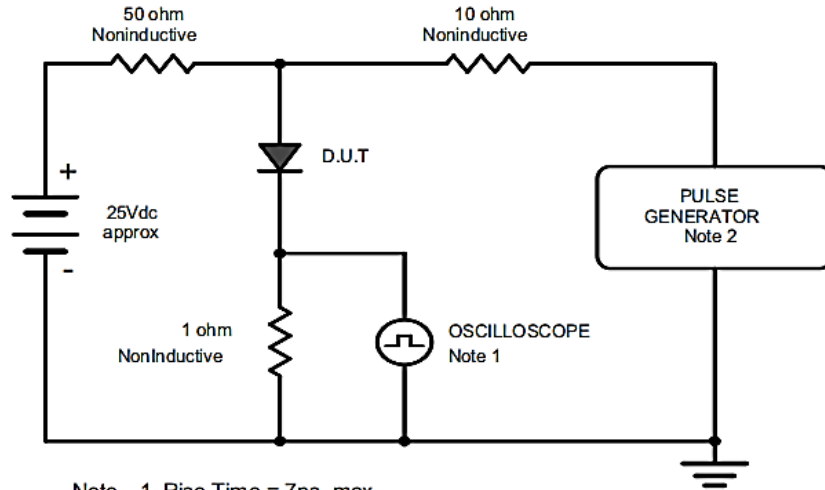 50 ohm
Noninductive
10 ohm
Noninductive
+
25Vdc
approx
-
D.U.T
PULSE
GENERATOR
Note 2
1 ohm
NonInductive
OSCILLOSCOPE
Note 1